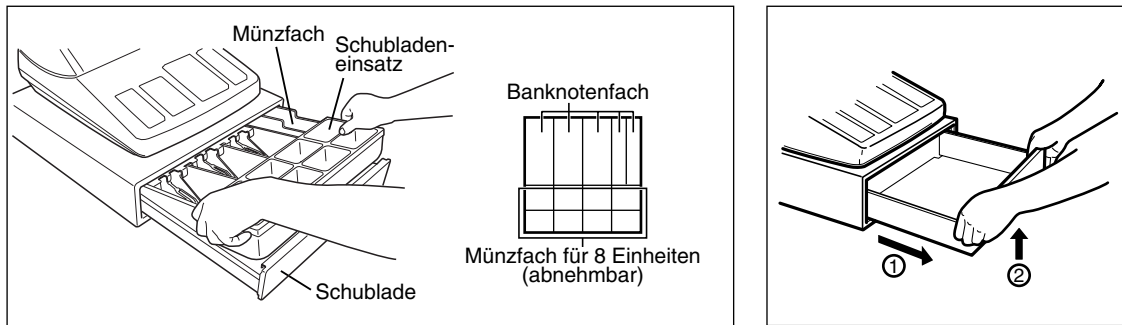 Münzfach
Schubladen-
einsatz
Schublade
Banknotenfach
Münzfach für 8 Einheiten
(abnehmbar)
①
②